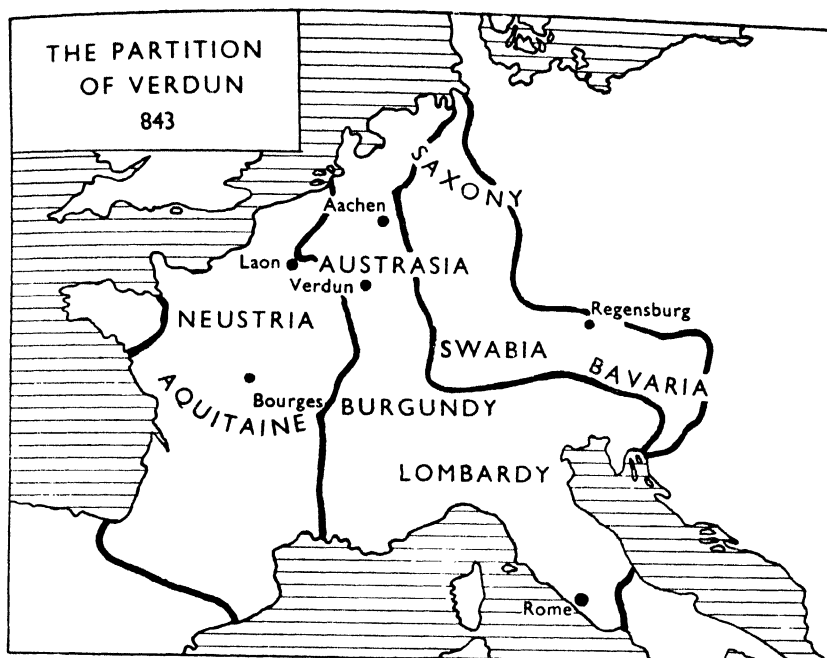 THE PARTITION
OF VERDUN
843
SAXONY
Aachen
Laon
AUSTRASIA
Verdun
Regensburg
NEUSTRIA
SWABIA
BAVARIA
AQUITAINE
Bourges
BURGUNDY
LOMBARDY
Rome